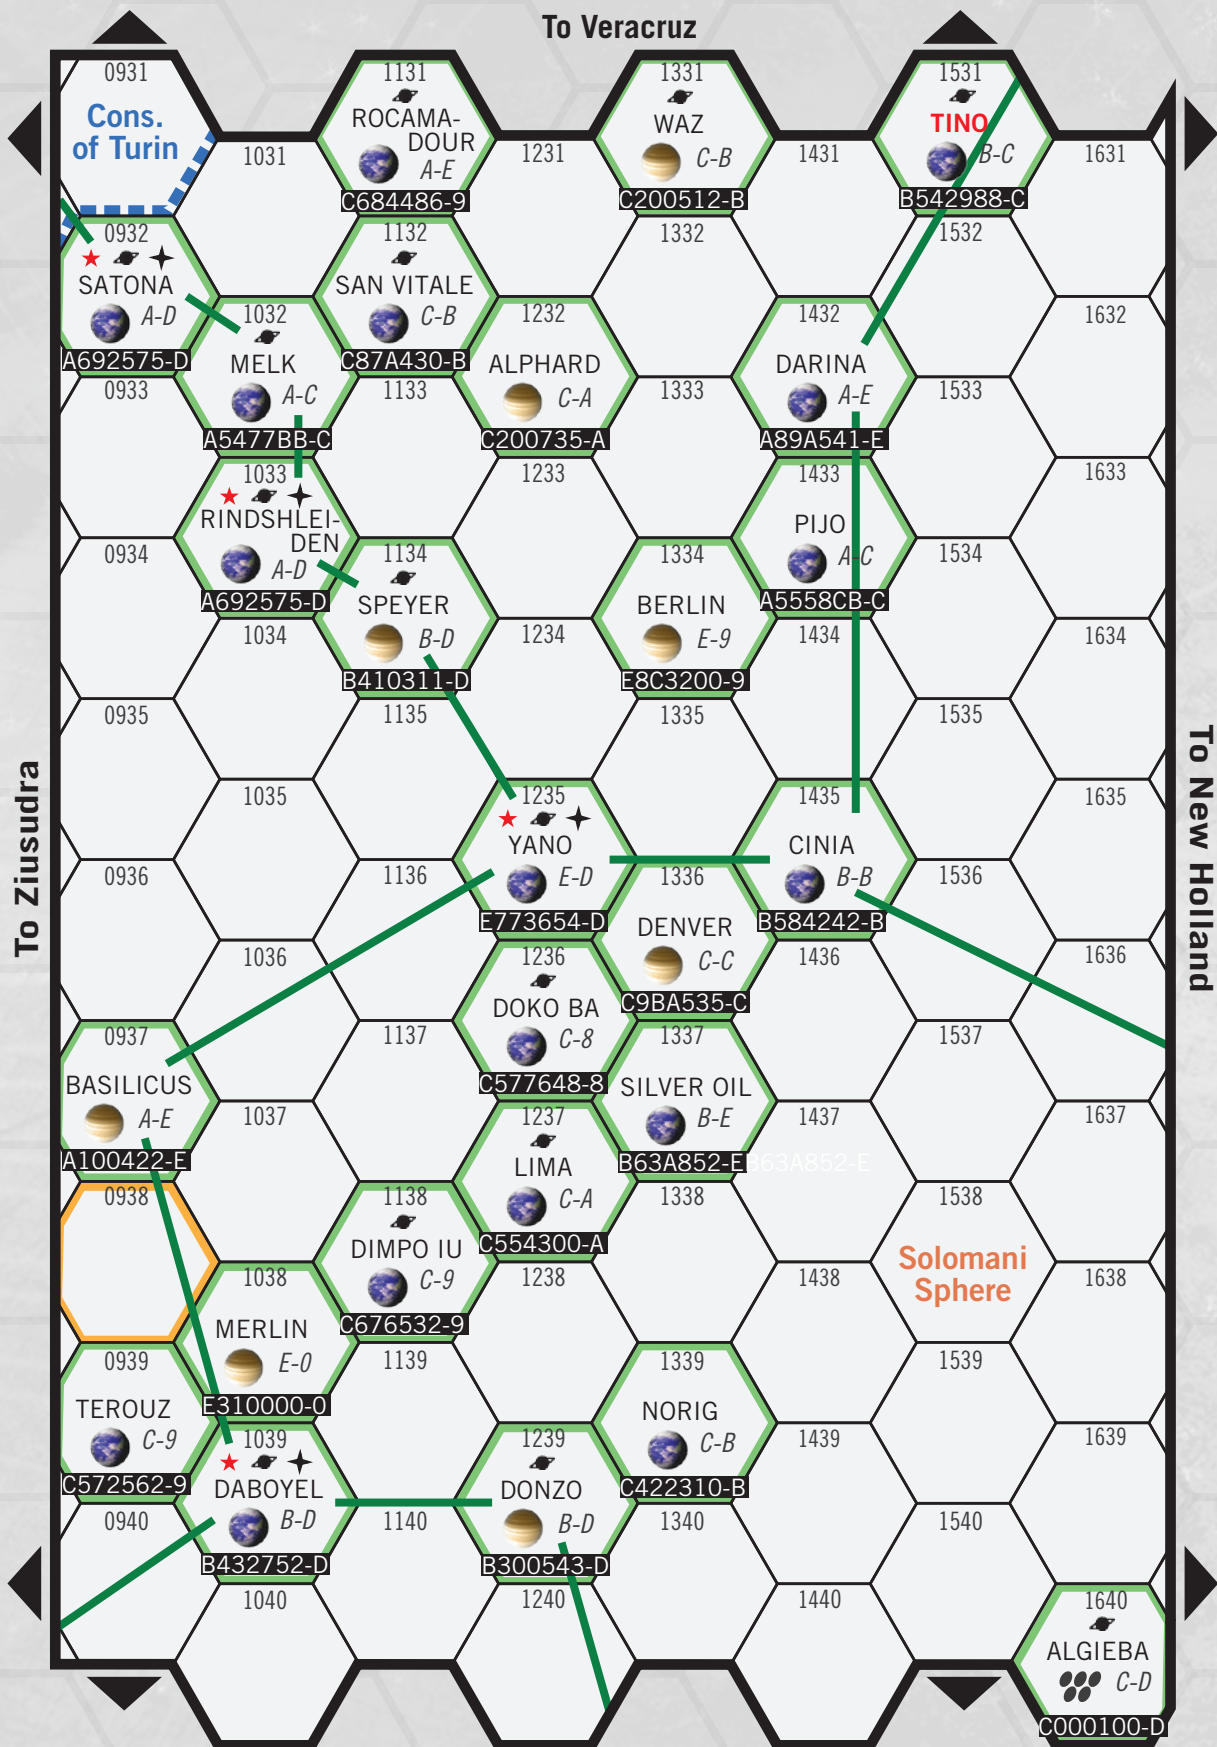 To Veracruz
0931
Cons.
of Turin
1031
1131
ROCAMA-
DOUR
A-E
C684486-9
1231
1331
WAZ
C-B
C200512-B
1431
1531
TINO
B-C
B542988-C
1631
0932
SATONA
A-D
A692575-D
1032
MELK
A-C
A5477BB-C
1132
SAN VITALE
C-B
C87A430-B
1232
ALPHARD
C-A
C200735-A
1332
1432
DARINA
A-E
A89A541-E
1532
1632
0933
1033
RINDSHLEI-
DEN
A-D
A692575-D
1133
1233
1333
1433
PIJO
A-C
A5558CB-C
1533
1633
0934
1034
1134
SPEYER
B-D
B410311-D
1234
1334
BERLIN
E-9
E8C3200-9
1434
1534
1634
0935
1035
1135
1235
YANO
E-D
E773654-D
1335
1435
CINIA
B-B
B584242-B
1535
1635
0936
1036
1136
1236
DOKO BA
C-8
C577648-8
1336
DENVER
C-C
C9BA535-C
1436
1536
1636
0937
BASILICUS
A-E
A100422-E
1037
1137
1237
LIMA
C-A
C554300-A
1337
SILVER OIL
B-E
B63A852-E
B63A852-E
1437
1537
1637
0938
1038
MERLIN
E-0
E310000-0
1138
DIMPO IU
C-9
C676532-9
1238
1338
1438
1538
Solomani
Sphere
1638
0939
TEROUZ
C-9
C572562-9
1039
DABOYEL
B-D
B432752-D
1139
1239
DONZO
B-D
B300543-D
1339
NORIG
C-B
C422310-B
1439
1539
1639
0940
1040
1140
1240
1340
1440
1540
1640
ALGIEBA
C-D
C000100-D
To Ziusudra
To New Holland